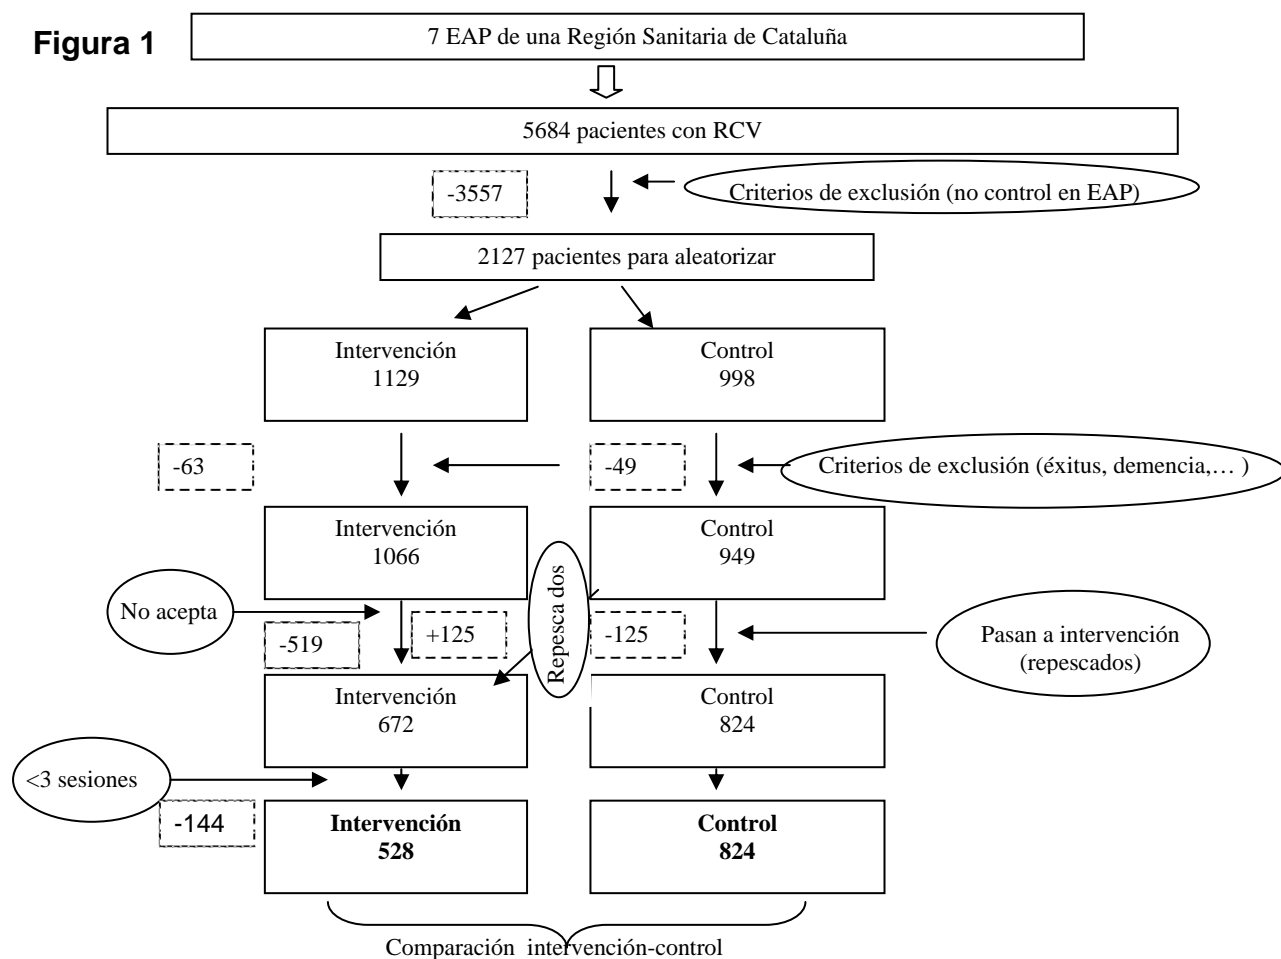 Figura 1
7 EAP de una Región Sanitaria de Cataluña
5684 pacientes con RCV
-3557
Criterios de exclusión (no control en EAP)
2127 pacientes para aleatorizar
Intervención
1129
Control
998
-63
-49
Criterios de exclusión (éxitus, demencia,… )
Intervención
1066
Control
949
No acepta
-519
+125
Repesca dos
-125
Pasan a intervención
(repescados)
Intervención
672
Control
824
<3 sesiones
-144
Intervención
528
Control
824
Comparación intervención-control